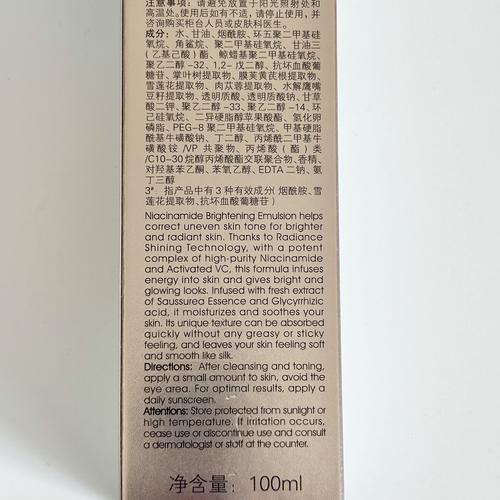 注意事项：请避免放置于阳光照射处和
高温处。使用后如有不适，请停止使用，并
咨询购买柜台人员或皮肤科医生。
成分：水、甘油、烟酰胺、环五聚二甲基硅
氧烷、角鲨烷、聚二甲基硅氧烷、甘油三
（乙基己酸）酯、鲸蜡基聚二甲基硅氧烷、
聚乙二醇-32、1,2-戊二醇、抗坏血酸葡
糖苷、掌叶树提取物、膜荚黄芪根提取物、
雪莲花提取物、肉苁蓉提取物、水解鹰嘴
豆籽提取物、透明质酸、透明质酸钠、甘草
酸二钾、聚乙二醇-33、聚乙二醇-14、环
己硅氧烷、二异硬脂醇苹果酸酯、氢化卵
磷脂、PEG-8聚二甲基硅氧烷、甲基硬脂
酰基牛磺酸钠、丁二醇、丙烯酰二甲基牛
磺酸铵/VP共聚物、丙烯酸（酯）类
/C10-30烷醇丙烯酸酯交联聚合物、香精、
对羟基苯乙酮、苯氧乙醇、EDTA二钠、氨
丁三醇
3#：指产品中有3种有效成分（烟酰胺、雪
莲花提取物、抗坏血酸葡糖苷）
Niacinamide Brightening Emulsion helps
correct uneven skin tone for brighter
and radiant skin. Thanks to Radiance
Shining Technology, with a potent
complex of high-purity Niacinamide
and Activated VC, this formula infuses
energy into skin and gives bright and
glowing looks. Infused with fresh extract
of Saussurea Essence and Glycyrrhizic
acid, it moisturizes and soothes your
skin. Its unique texture can be absorbed
quickly without any greasy or sticky
feeling, and leaves your skin feeling soft
and smooth like silk.
Directions: After cleansing and toning,
apply a small amount to skin, avoid the
eye area. For optimal results, apply a
daily sunscreen.
Attentions: Store protected from sunlight or
high temperature. If irritation occurs,
cease use or discontinue use and consult
a dermatologist or staff at the counter.
净含量：100ml